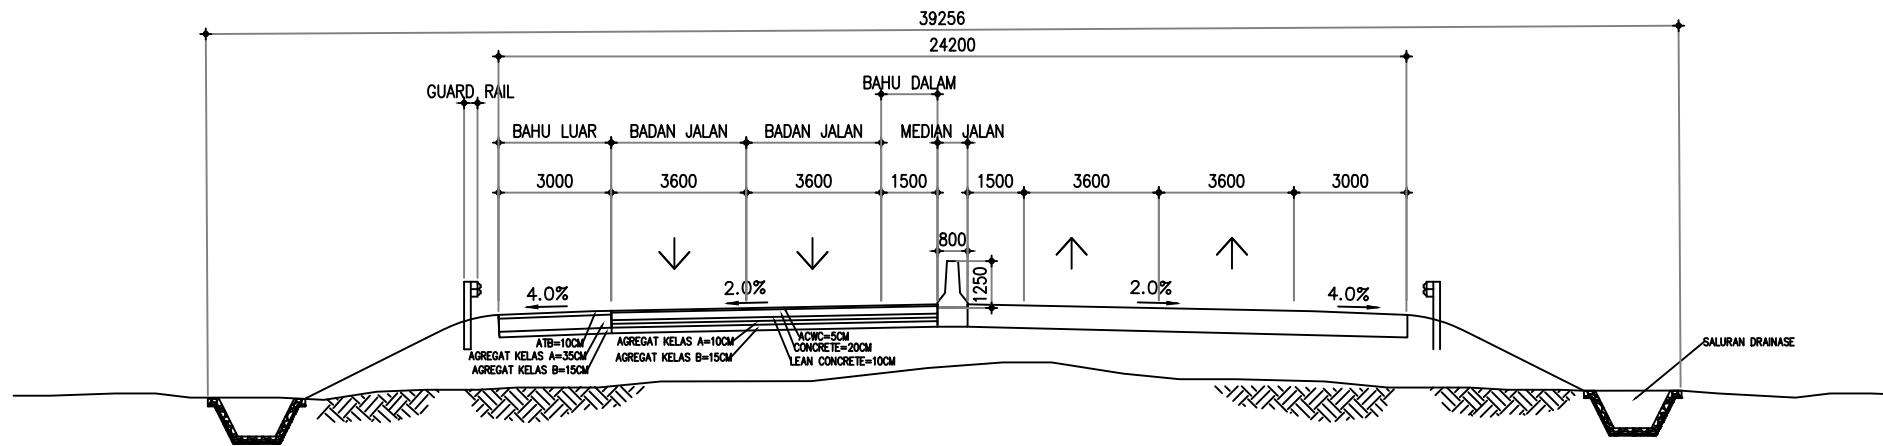 39256
24200
BAHU DALAM
GUARD RAIL
BAHU LUAR BADAN JALAN BADAN JALAN MEDIAN JALAN
3000 3600 3600 1500 1500 3600 3600 3000
800
1250
4.0% 2.0% 2.0% 4.0%
ATB=10CM AGREGAT KELAS A=10CM ACWC=5CM
AGREGAT KELAS A=35CM CONCRETE=20CM
AGREGAT KELAS B=15CM AGREGAT KELAS B=15CM LEAN CONCRETE=10CM
SALURAN DRAINASE